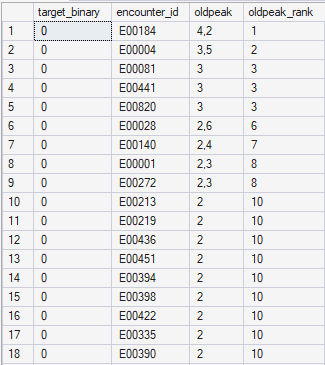 target_binary encounter_id oldpeak oldpeak_rank
1 0 E00184 4,2 1
2 0 E00004 3,5 2
3 0 E00081 3 3
4 0 E00441 3 3
5 0 E00820 3 3
6 0 E00028 2,6 6
7 0 E00140 2,4 7
8 0 E00001 2,3 8
9 0 E00272 2,3 8
10 0 E00213 2 10
11 0 E00219 2 10
12 0 E00436 2 10
13 0 E00451 2 10
14 0 E00394 2 10
15 0 E00398 2 10
16 0 E00422 2 10
17 0 E00335 2 10
18 0 E00390 2 10